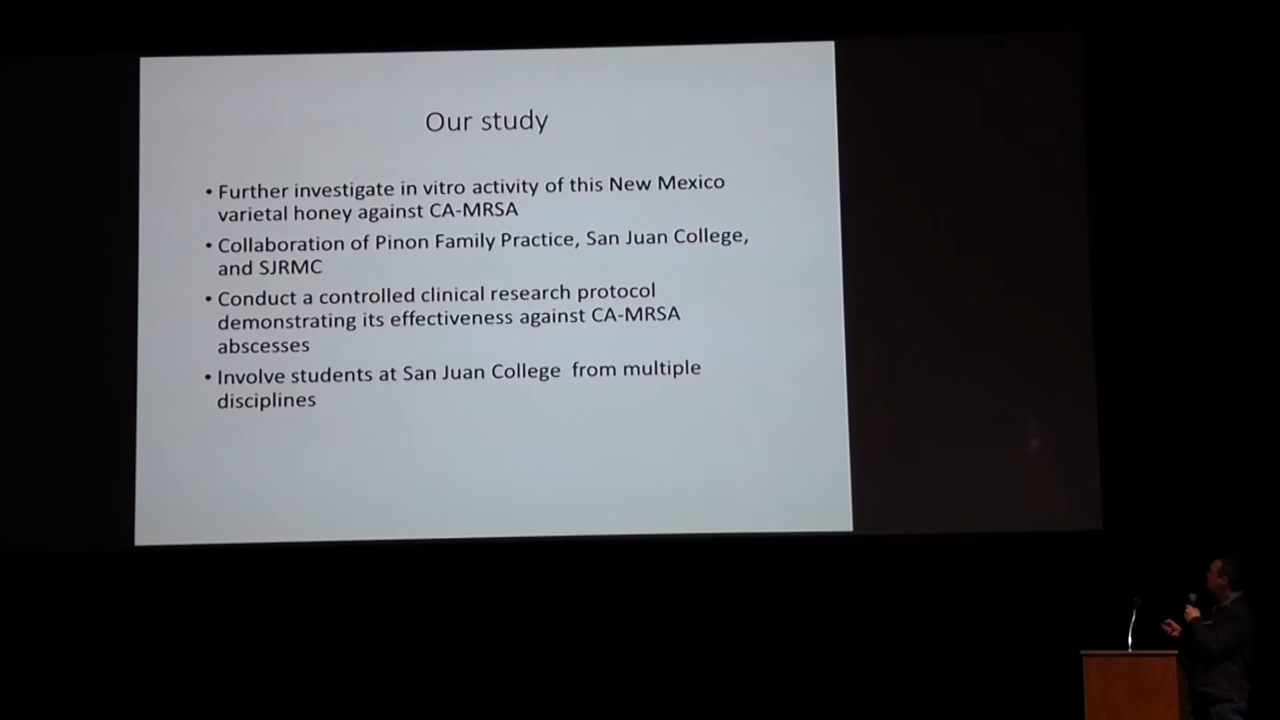 Our study
• Further investigate in vitro activity of this New Mexico
varietal honey against CA-MRSA
• Collaboration of Pinon Family Practice, San Juan College,
and SJRMC
• Conduct a controlled clinical research protocol
demonstrating its effectiveness against CA-MRSA
abscesses
• Involve students at San Juan College from multiple
disciplines